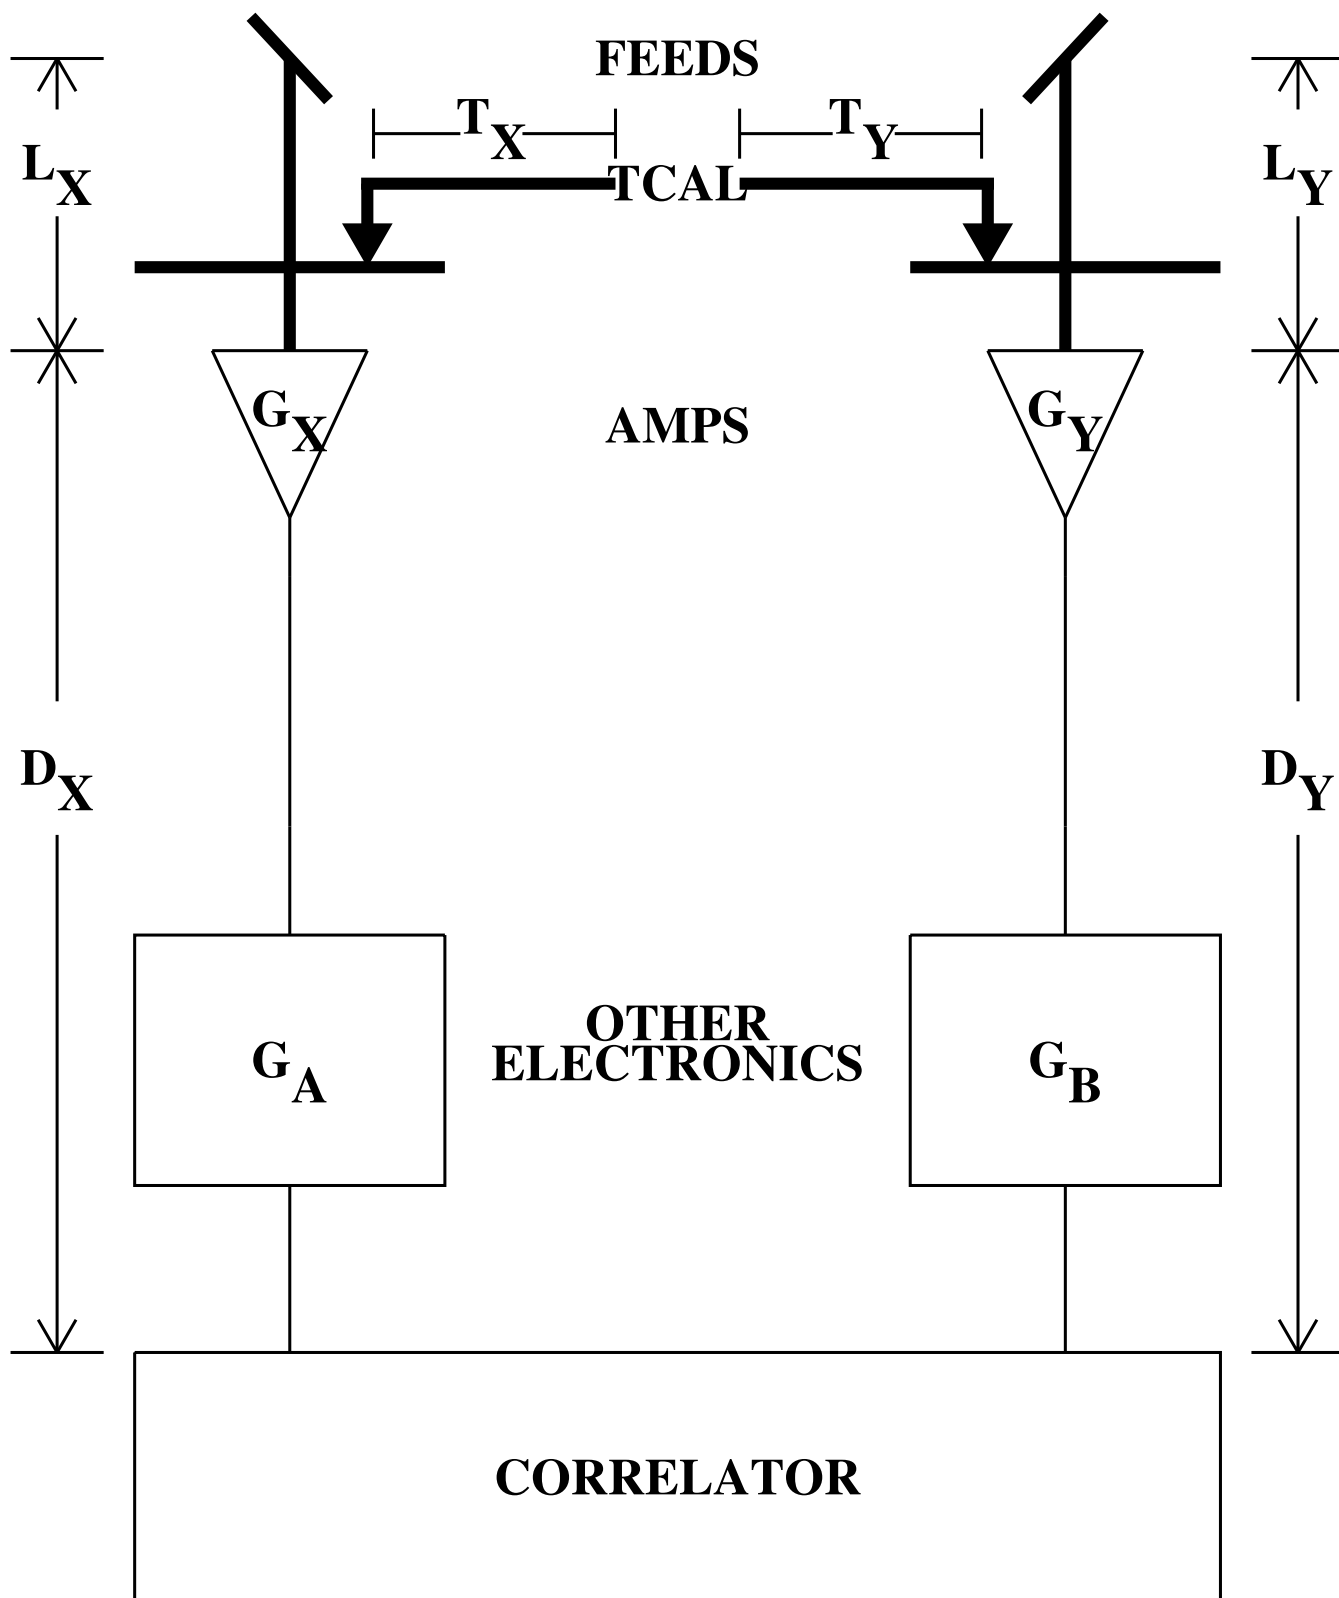 FEEDS
TX TY
LX TCAL LY
GX AMPS GY
DX DY
OTHER
ELECTRONICS
GA GB
CORRELATOR